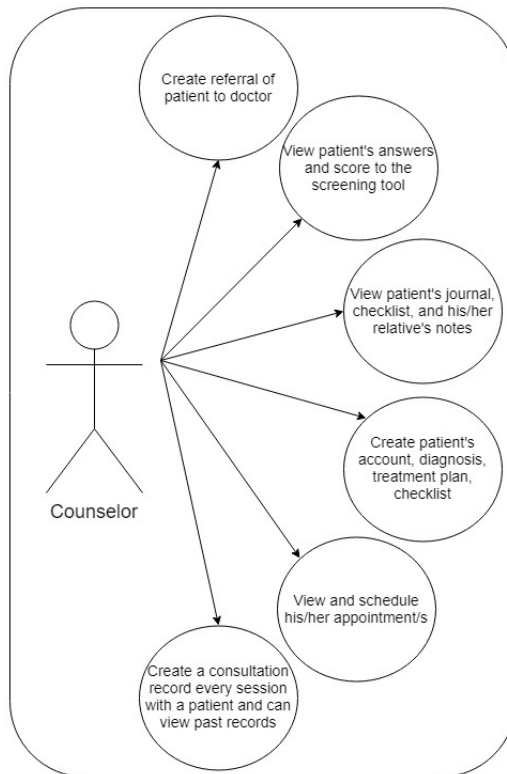 Create referral of
patient to doctor
View patient's answers
and score to the
screening tool
View patient's journal,
checklist, and his/her
relative's notes
Create patient's
account, diagnosis,
treatment plan,
checklist
Counselor
View and schedule
his/her appointment/s
Create a consultation
record every session
with a patient and can
view past records